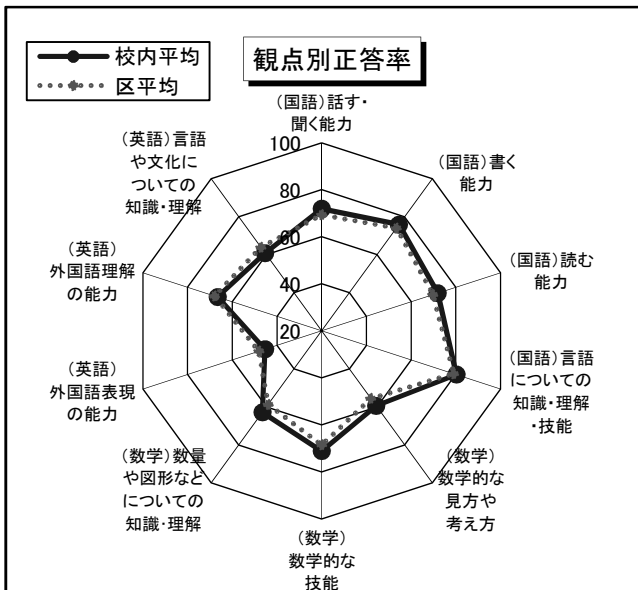 校内平均
区平均
観点別正答率
(国語)話す・
聞く能力
(国語)書く
能力
(国語)読む
能力
(国語)言語
についての
知識・理解
・技能
(数学)
数学的な
見方や
考え方
(数学)
数学的な
技能
(数学)数量
や図形など
についての
知識・理解
(英語)
外国語表現
の能力
(英語)
外国語理解
の能力
(英語)言語
や文化に
ついての
知識・理解
100
80
60
40
20